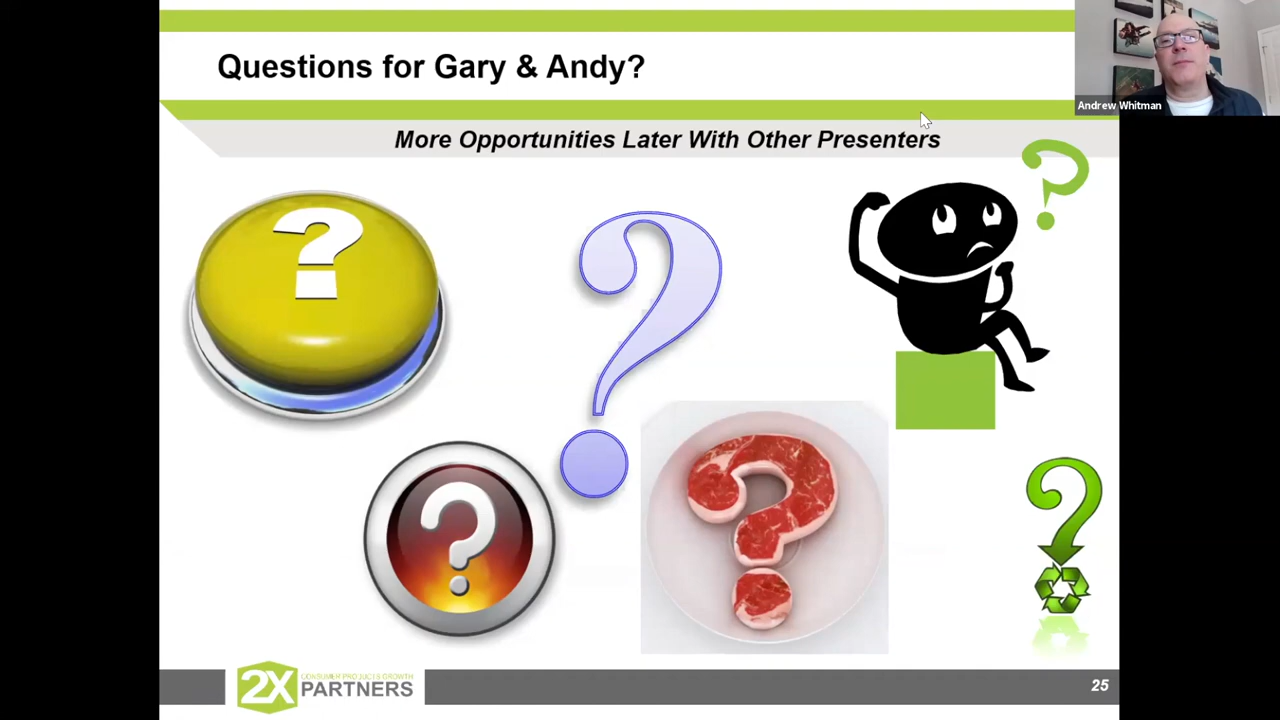 Questions for Gary & Andy?
Andrew Whitman
More Opportunities Later With Other Presenters
?
?
?
?
?
?
2X
CONSUMER PRODUCTS GROWTH
PARTNERS
25